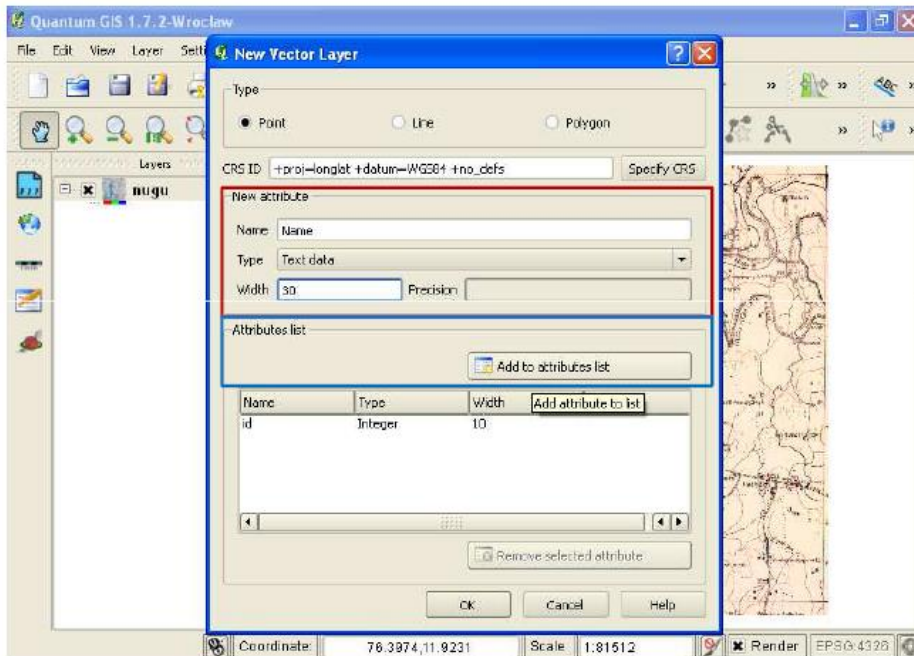 Quantum GIS 1.7.2-Wroclaw
File Edit View Layer Setti
New Vector Layer
Type
Point Line Polygon
CRS ID +proj=longlat +datum=WGS84 +no_defs Specify CRS
Layers
nugu
New attribute
Name Name
Type Text data
Width 30 Precision
Attributes list
Add to attributes list
Name Type Width Add attribute to list
id Integer 10
Remove selected attribute
OK Cancel Help
Coordinate: 76.3974,11.9231 Scale 1:81512 Render EPSG:4326